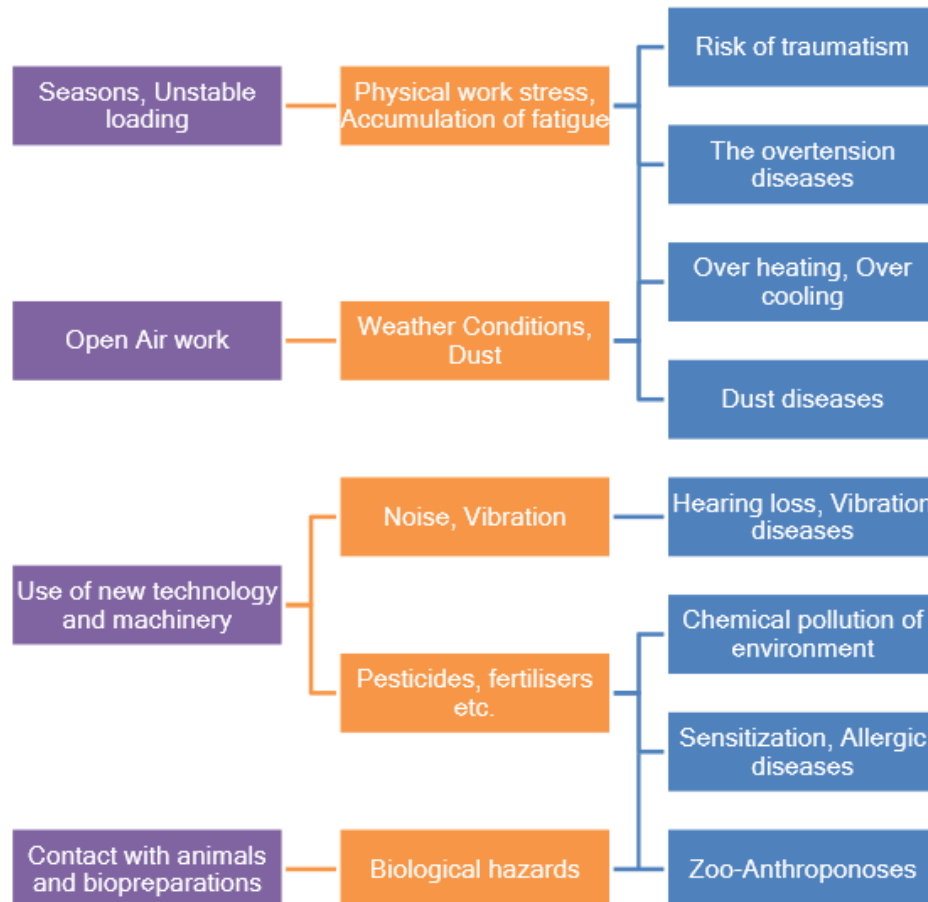 Risk of traumatism
Seasons, Unstable
loading
Physical work stress,
Accumulation of fatigue
The overtension
diseases
Over heating, Over
cooling
Open Air work
Weather Conditions,
Dust
Dust diseases
Noise, Vibration
Hearing loss, Vibration
diseases
Use of new technology
and machinery
Chemical pollution of
environment
Pesticides, fertilisers
etc.
Sensitization, Allergic
diseases
Contact with animals
and biopreparations
Biological hazards
Zoo-Anthroponoses